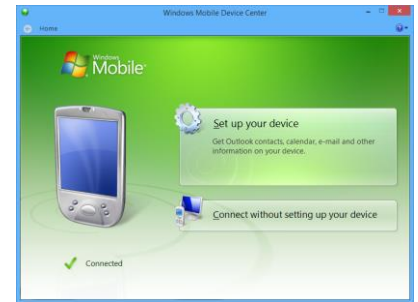 Windows Mobile Device Center
Home
Windows
Mobile
Set up your device
Get Outlook contacts, calendar, e-mail and other
information on your device.
Connect without setting up your device
Connected